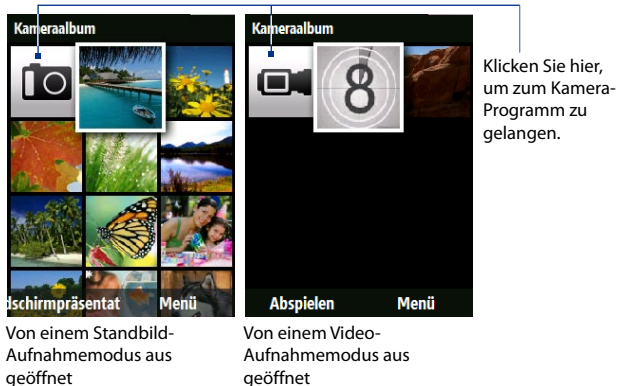 Kameraalbum
Kameraalbum
Klicken Sie hier,
um zum Kamera-
Programm zu
gelangen.
8
dschirmpräsentat Menü
Abspielen Menü
Von einem Standbild-
Aufnahmemodus aus
geöffnet
Von einem Video-
Aufnahmemodus aus
geöffnet